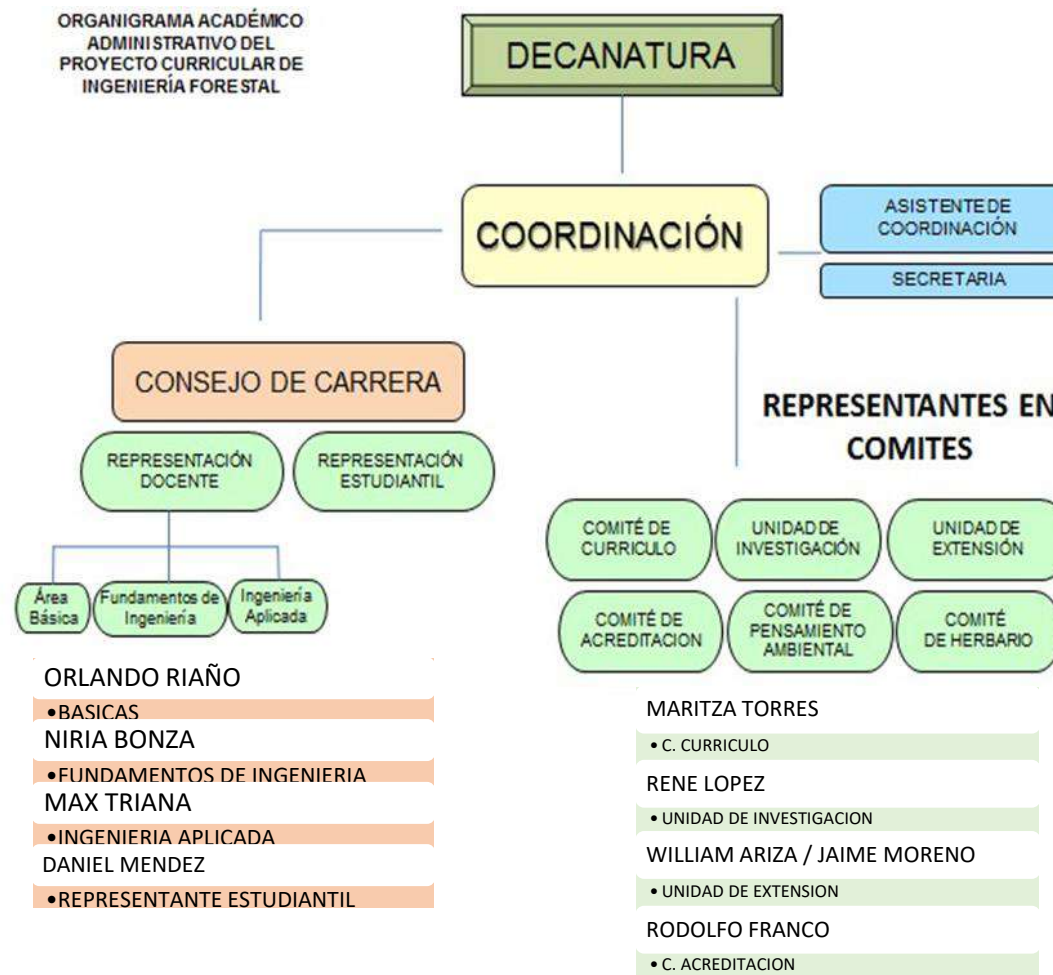 ORGANIGRAMA ACADÉMICO
ADMINISTRATIVO DEL
PROYECTO CURRICULAR DE
INGENIERÍA FORESTAL
DECANATURA
COORDINACIÓN
ASISTENTE DE
COORDINACIÓN
SECRETARIA
CONSEJO DE CARRERA
REPRESENTACIÓN
DOCENTE
REPRESENTACIÓN
ESTUDIANTIL
Área
Básica
Fundamentos de
Ingeniería
Ingeniería
Aplicada
REPRESENTANTES EN
COMITES
COMITÉ DE
CURRICULO
UNIDAD DE
INVESTIGACIÓN
UNIDAD DE
EXTENSIÓN
COMITÉ DE
ACREDITACION
COMITÉ DE
PENSAMIENTO
AMBIENTAL
COMITÉ
DE HERBARIO
ORLANDO RIAÑO
•BASICAS
NIRIA BONZA
•FUNDAMENTOS DE INGENIERIA
MAX TRIANA
•INGENIERIA APLICADA
DANIEL MENDEZ
•REPRESENTANTE ESTUDIANTIL
MARITZA TORRES
• C. CURRICULO
RENE LOPEZ
• UNIDAD DE INVESTIGACION
WILLIAM ARIZA / JAIME MORENO
• UNIDAD DE EXTENSION
RODOLFO FRANCO
• C. ACREDITACION